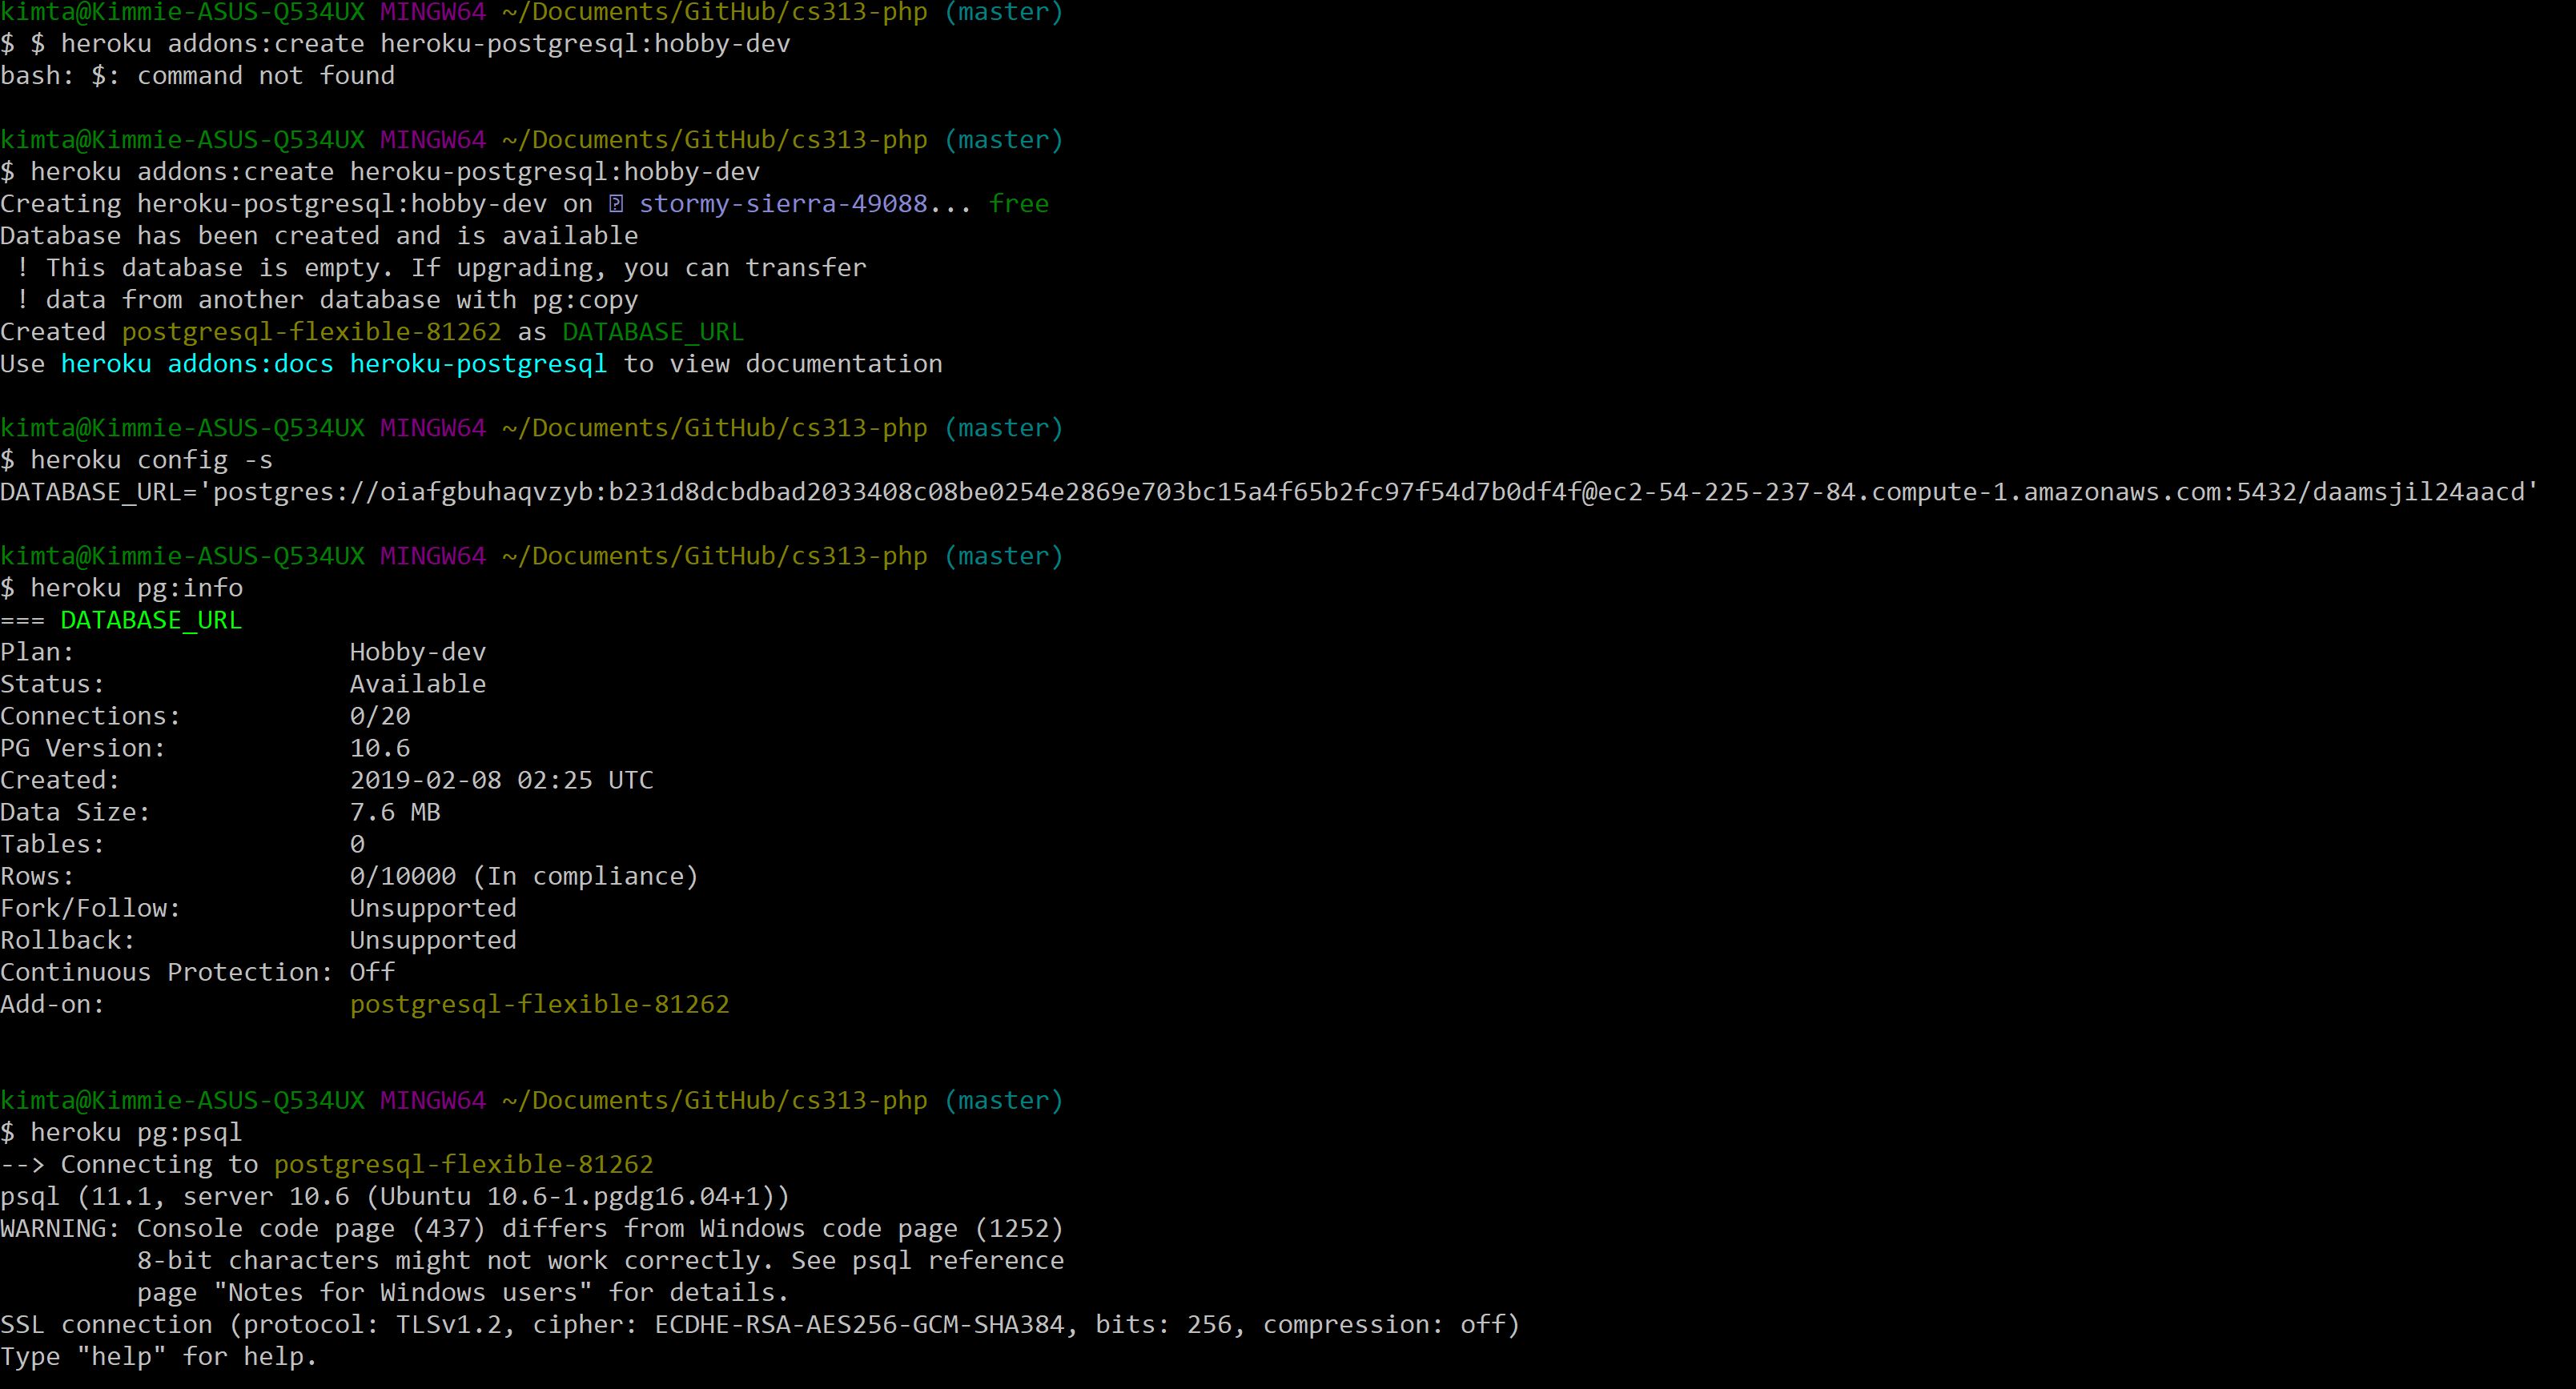 kimta@Kimmie-ASUS-Q534UX MINGW64 ~/Documents/GitHub/cs313-php (master)
$ $ heroku addons:create heroku-postgresql:hobby-dev
bash: $: command not found
kimta@Kimmie-ASUS-Q534UX MINGW64 ~/Documents/GitHub/cs313-php (master)
$ heroku addons:create heroku-postgresql:hobby-dev
Creating heroku-postgresql:hobby-dev on ⍰ stormy-sierra-49088... free
Database has been created and is available
! This database is empty. If upgrading, you can transfer
! data from another database with pg:copy
Created postgresql-flexible-81262 as DATABASE_URL
Use heroku addons:docs heroku-postgresql to view documentation
kimta@Kimmie-ASUS-Q534UX MINGW64 ~/Documents/GitHub/cs313-php (master)
$ heroku config -s
DATABASE_URL='postgres://oiafgbuhaqvzyb:b231d8dcbdbad2033408c08be0254e2869e703bc15a4f65b2fc97f54d7b0df4f@ec2-54-225-237-84.compute-1.amazonaws.com:5432/daamsjil24aacd'
kimta@Kimmie-ASUS-Q534UX MINGW64 ~/Documents/GitHub/cs313-php (master)
$ heroku pg:info
=== DATABASE_URL
Plan: Hobby-dev
Status: Available
Connections: 0/20
PG Version: 10.6
Created: 2019-02-08 02:25 UTC
Data Size: 7.6 MB
Tables: 0
Rows: 0/10000 (In compliance)
Fork/Follow: Unsupported
Rollback: Unsupported
Continuous Protection: Off
Add-on: postgresql-flexible-81262
kimta@Kimmie-ASUS-Q534UX MINGW64 ~/Documents/GitHub/cs313-php (master)
$ heroku pg:psql
--> Connecting to postgresql-flexible-81262
psql (11.1, server 10.6 (Ubuntu 10.6-1.pgdg16.04+1))
WARNING: Console code page (437) differs from Windows code page (1252)
8-bit characters might not work correctly. See psql reference
page "Notes for Windows users" for details.
SSL connection (protocol: TLSv1.2, cipher: ECDHE-RSA-AES256-GCM-SHA384, bits: 256, compression: off)
Type "help" for help.